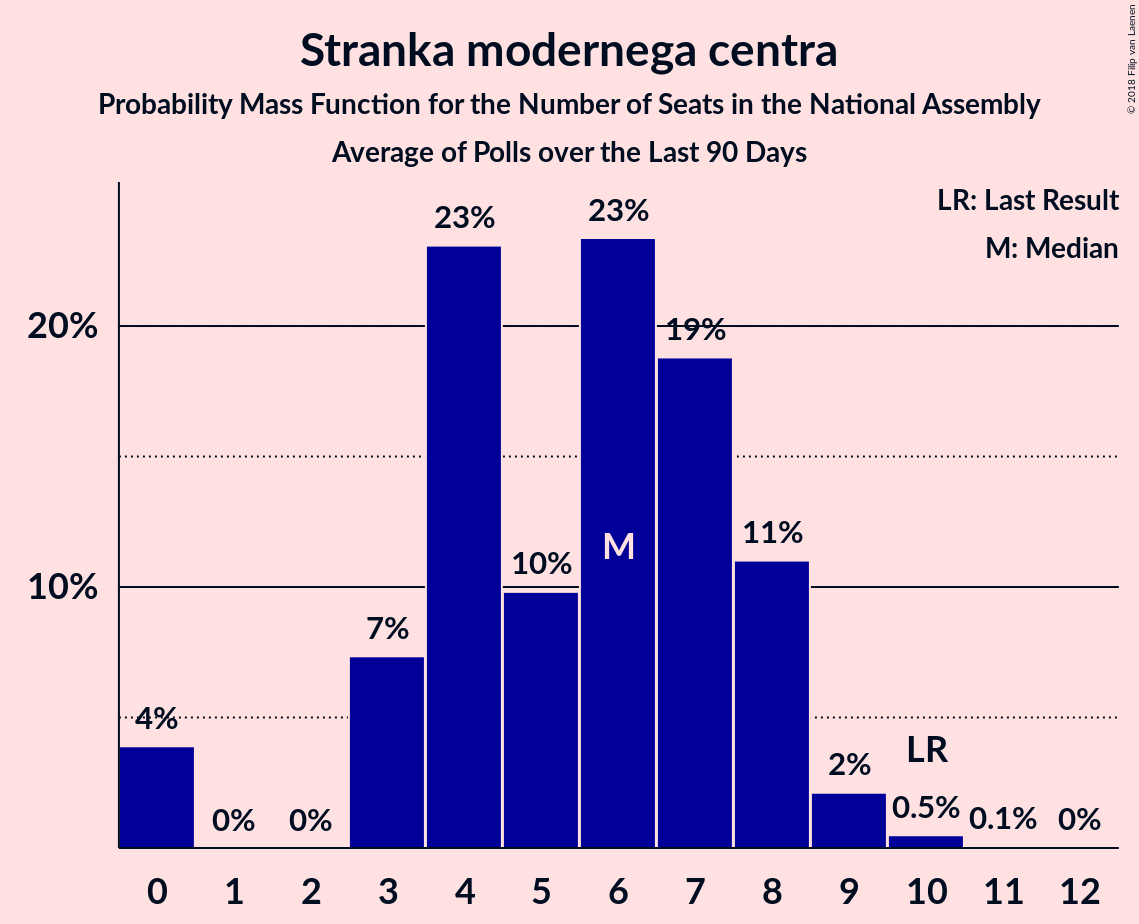 Stranka modernega centra
Probability Mass Function for the Number of Seats in the National Assembly
Average of Polls over the Last 90 Days
© 2018 Filip van Laenen
LR: Last Result
M: Median
20%
10%
4%
0%
0%
7%
23%
10%
23%
M
19%
11%
2%
LR
0.5%
0.1%
0%
0 1 2 3 4 5 6 7 8 9 10 11 12